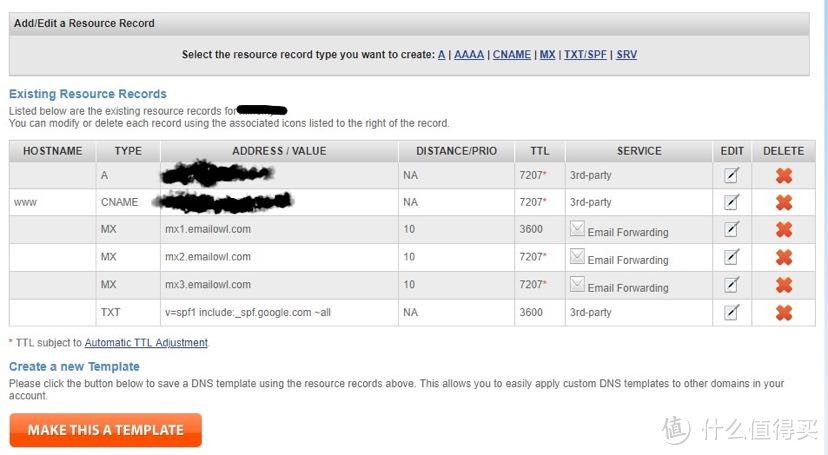 Add/Edit a Resource Record
Select the resource record type you want to create: A | AAAA | CNAME | MX | TXT/SPF | SRV
Existing Resource Records
Listed below are the existing resource records for
You can modify or delete each record using the associated icons listed to the right of the record.
HOSTNAME TYPE ADDRESS / VALUE DISTANCE/PRIO TTL SERVICE EDIT DELETE
A NA 7207* 3rd-party
www CNAME NA 7207* 3rd-party
MX mx1.emailowl.com 10 3600 Email Forwarding
MX mx2.emailowl.com 10 7207* Email Forwarding
MX mx3.emailowl.com 10 7207* Email Forwarding
TXT v=spf1 include:_spf.google.com ~all NA 3600 3rd-party
* TTL subject to Automatic TTL Adjustment.
Create a new Template
Please click the button below to save a DNS template using the resource records above. This allows you to easily apply custom DNS templates to other domains in your
account.
MAKE THIS A TEMPLATE
值 什么值得买